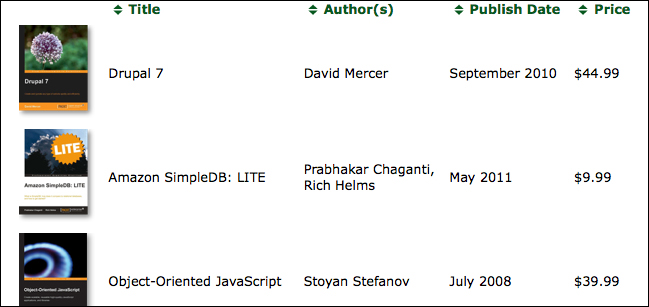 Title Author(s) Publish Date Price
Drupal 7
Drupal 7 David Mercer September 2010 $44.99
LITE
Amazon SimpleDB: LITE
Amazon SimpleDB: LITE Prabhakar Chaganti, May 2011 $9.99
Rich Helms
Object-Oriented JavaScript
Object-Oriented JavaScript Stoyan Stefanov July 2008 $39.99